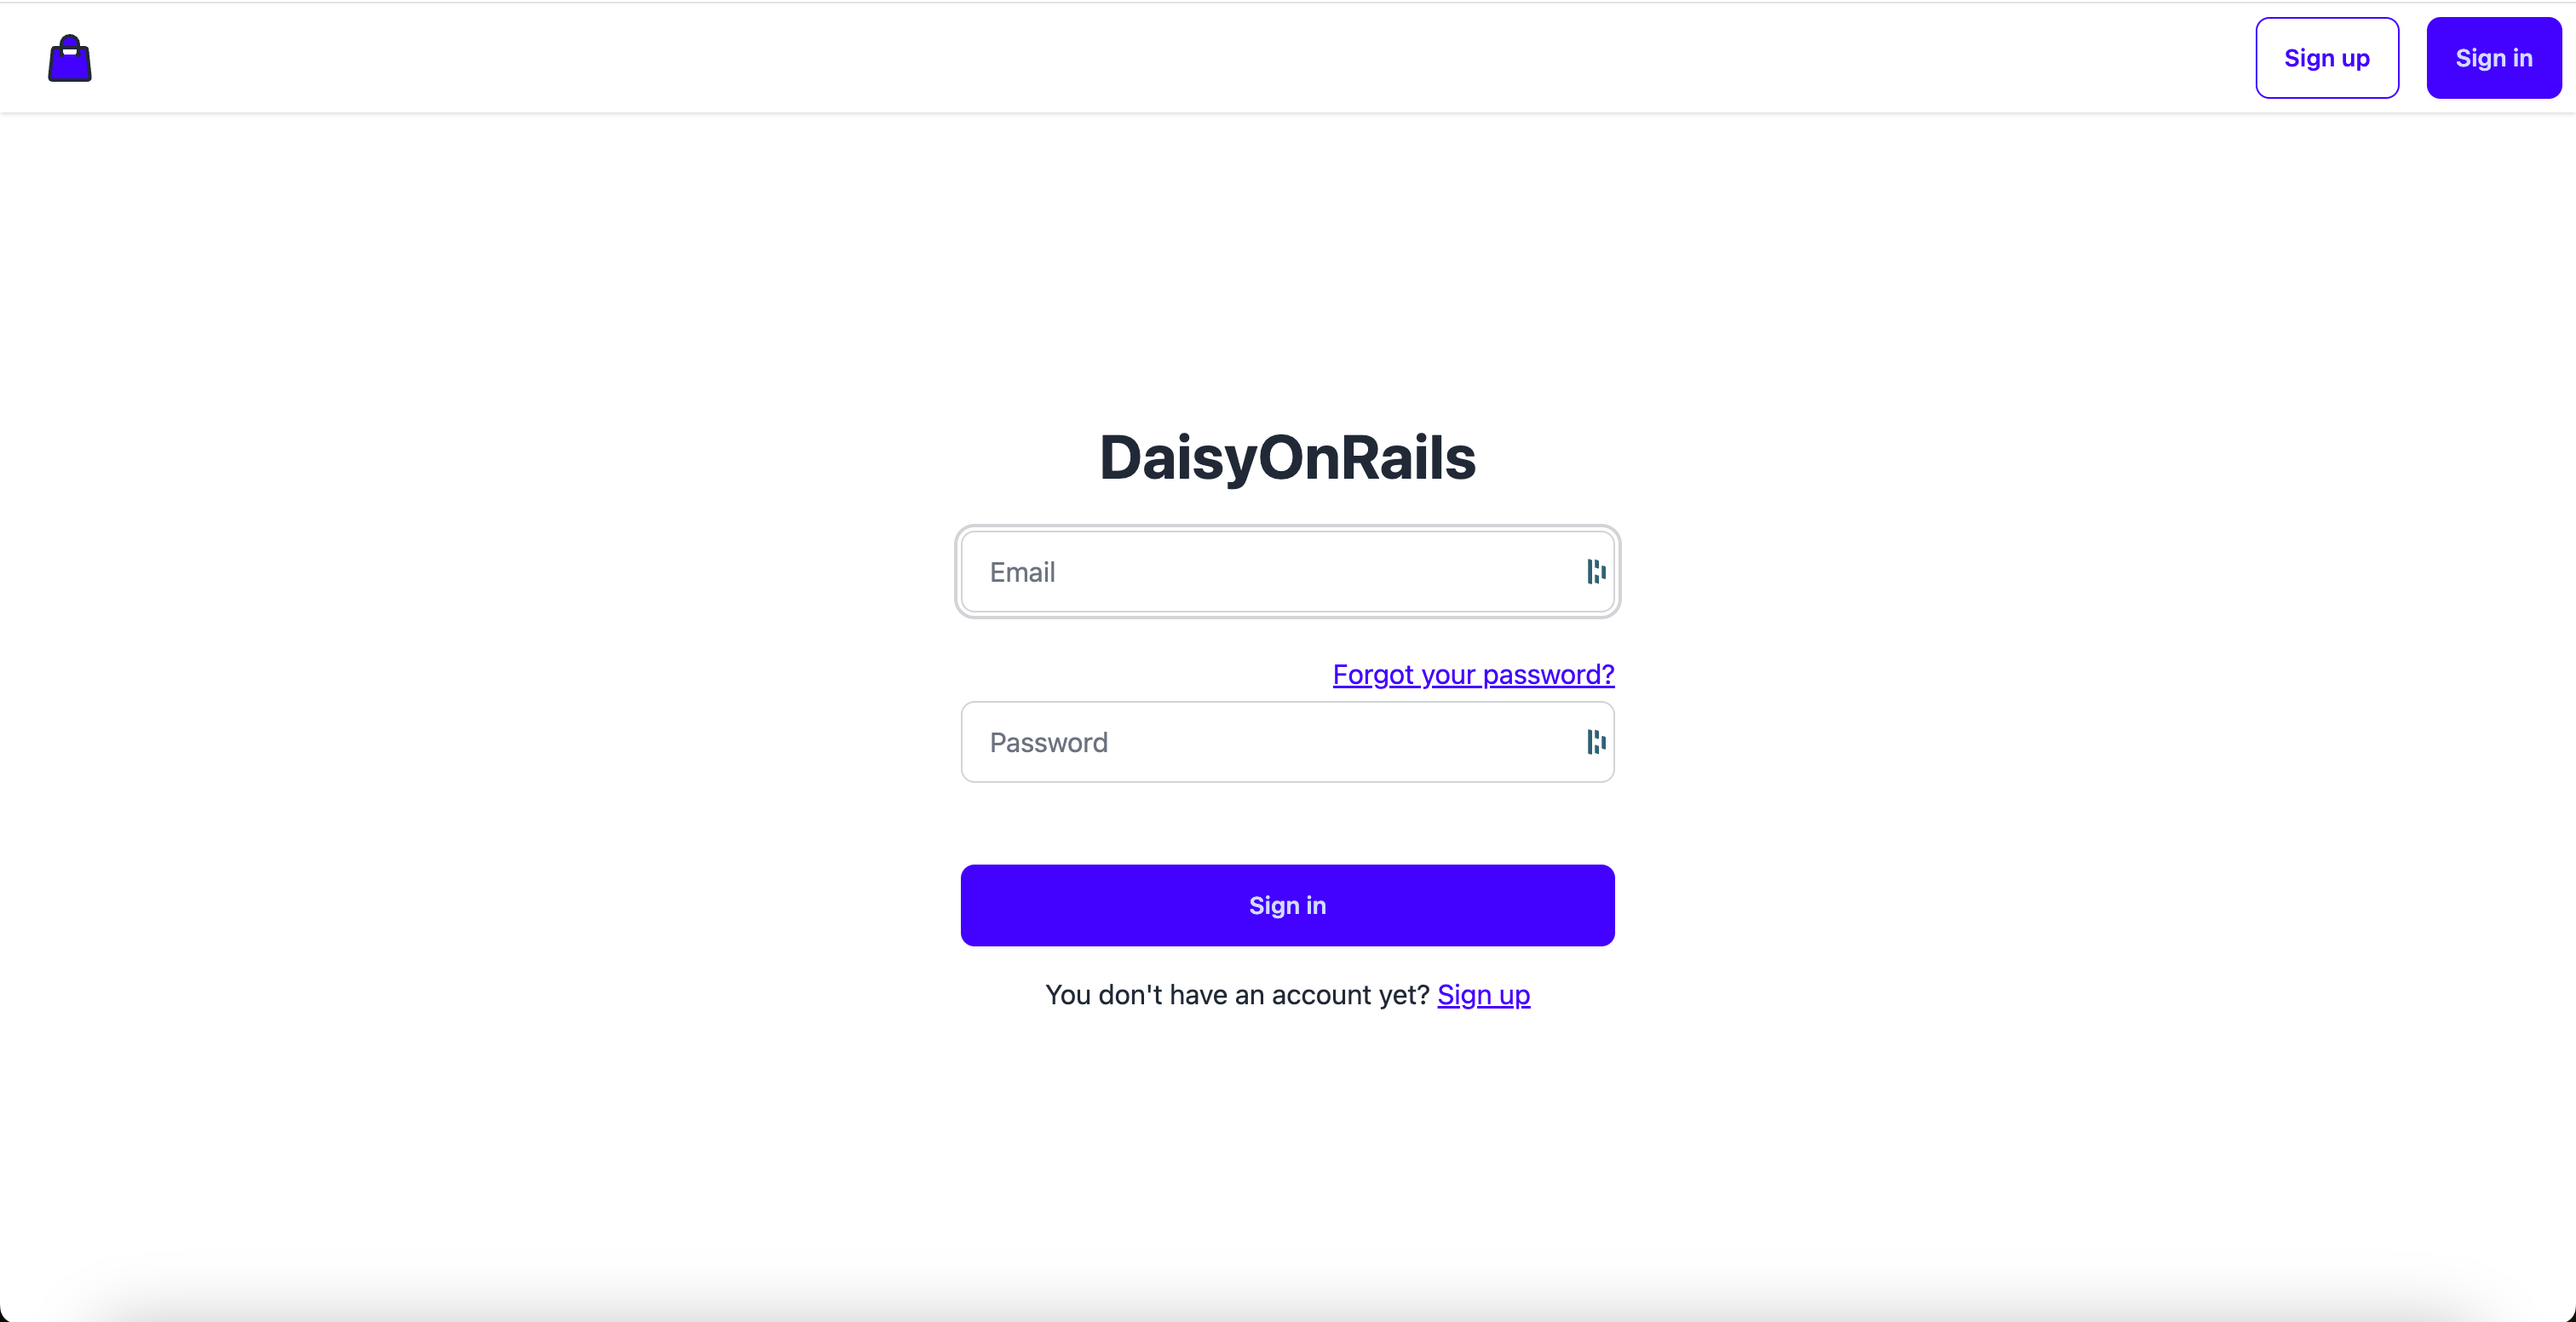 Sign up
Sign in
DaisyOnRails
Email
Forgot your password?
Password
Sign in
You don't have an account yet? Sign up